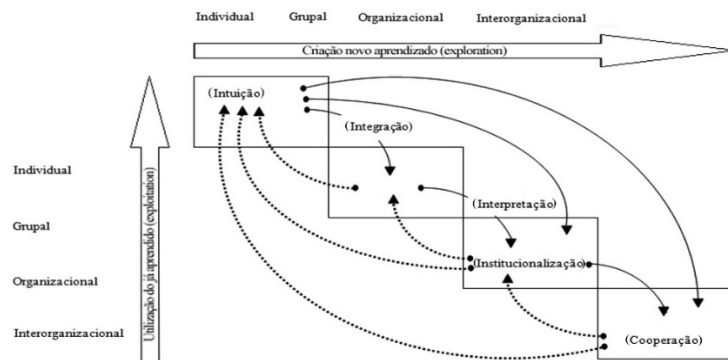 Individual Grupal Organizacional Interorganizacional
Criação novo aprendizado (exploration)
(Intuição)
(Integração)
Individual
(Interpretação)
Grupal
(Institucionalização)
Organizacional
Interorganizacional
(Cooperação)
Utilização do já aprendido (exploitation)